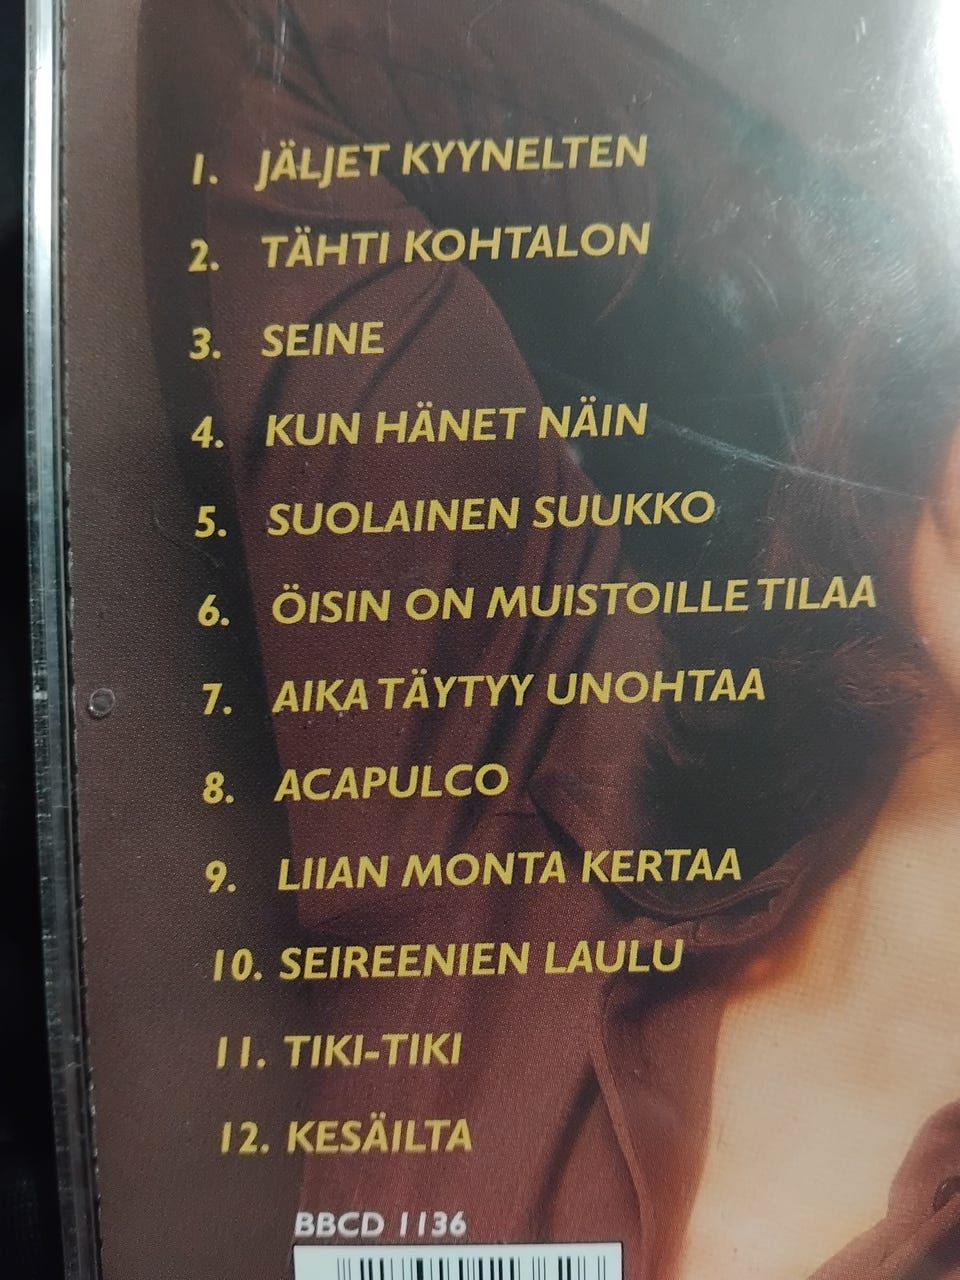 1. JÄLJET KYYNELTEN
2. TÄHTI KOHTALON
3. SEINE
4. KUN HÄNET NÄIN
5. SUOLAINEN SUUKKO
6. ÖISIN ON MUISTOILLE TILAA
7. AIKA TÄYTYY UNOHTAA
8. ACAPULCO
9. LIIAN MONTA KERTAA
10. SEIREENIEN LAULU
11. TIKI-TIKI
12. KESÄILTA
BBCD 1136